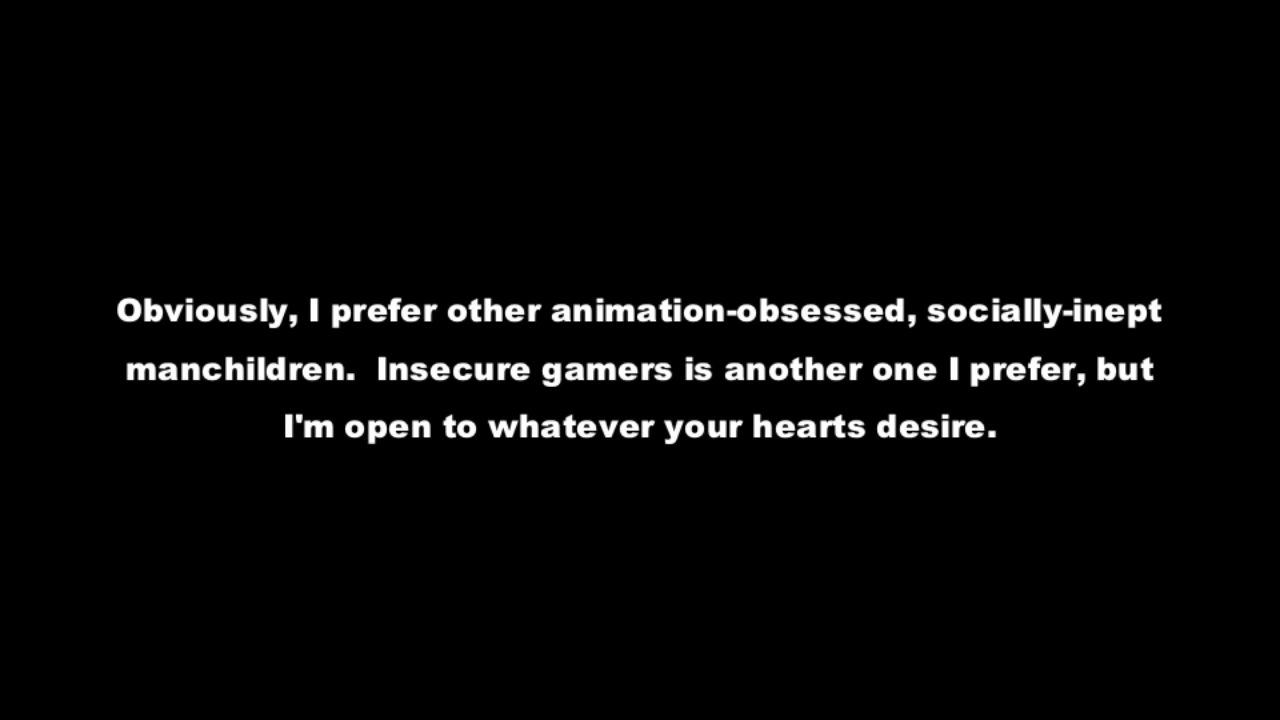 Obviously, I prefer other animation-obsessed, socially-inept
manchildren.  Insecure gamers is another one I prefer, but
I'm open to whatever your hearts desire.